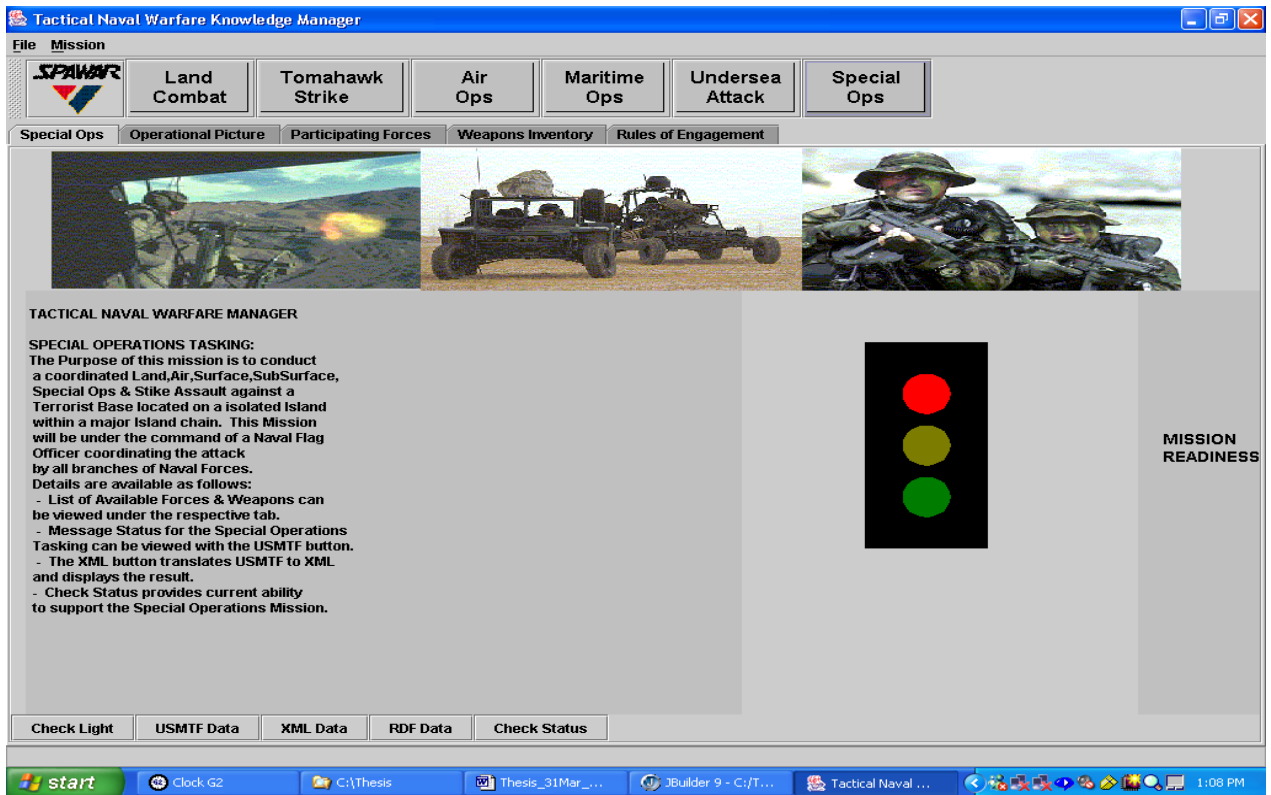 Tactical Naval Warfare Knowledge Manager
File Mission
SPAWAR
Land Combat
Tomahawk Strike
Air Ops
Maritime Ops
Undersea Attack
Special Ops
Special Ops Operational Picture Participating Forces Weapons Inventory Rules of Engagement
TACTICAL NAVAL WARFARE MANAGER
SPECIAL OPERATIONS TASKING:
The Purpose of this mission is to conduct
a coordinated Land,Air,Surface,SubSurface,
Special Ops & Stike Assault against a
Terrorist Base located on a isolated Island
within a major Island chain. This Mission
will be under the command of a Naval Flag
Officer coordinating the attack
by all branches of Naval Forces.
Details are available as follows:
- List of Available Forces & Weapons can
be viewed under the respective tab.
- Message Status for the Special Operations
Tasking can be viewed with the USMTF button.
- The XML button translates USMTF to XML
and displays the result.
- Check Status provides current ability
to support the Special Operations Mission.
MISSION
READINESS
Check Light USMTF Data XML Data RDF Data Check Status
start Clock G2 C:\Thesis Thesis_31Mar_... JBuilder 9 - C:/T... Tactical Naval ... 1:08 PM